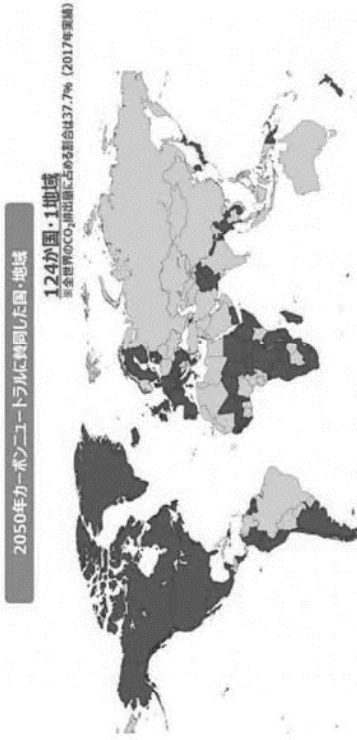 2050年カーボンニュートラルに賛同した国・地域
124か国・1地域
※全世界のCO₂排出量に占める割合は37.7%（2017年実績）